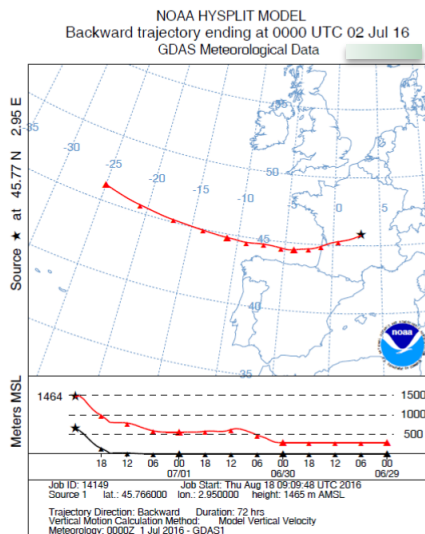 NOAA HYSPLIT MODEL
Backward trajectory ending at 0000 UTC 02 Jul 16
GDAS Meteorological Data
Source ★ at 45.77 N 2.95 E
-35
-30
-25
-20
-15
-10
-5
0
5
45
40
35
noaa
Meters MSL
1464
1500
1000
500
18 12 06 00 18 12 06 00 18 12 06 00
07/01 06/30 06/29
Job ID: 14149 Job Start: Thu Aug 18 09:09:48 UTC 2016
Source 1 lat.: 45.766000 lon.: 2.950000 height: 1465 m AMSL
Trajectory Direction: Backward Duration: 72 hrs
Vertical Motion Calculation Method: Model Vertical Velocity
Meteorology: 0000Z 1 Jul 2016 - GDAS1